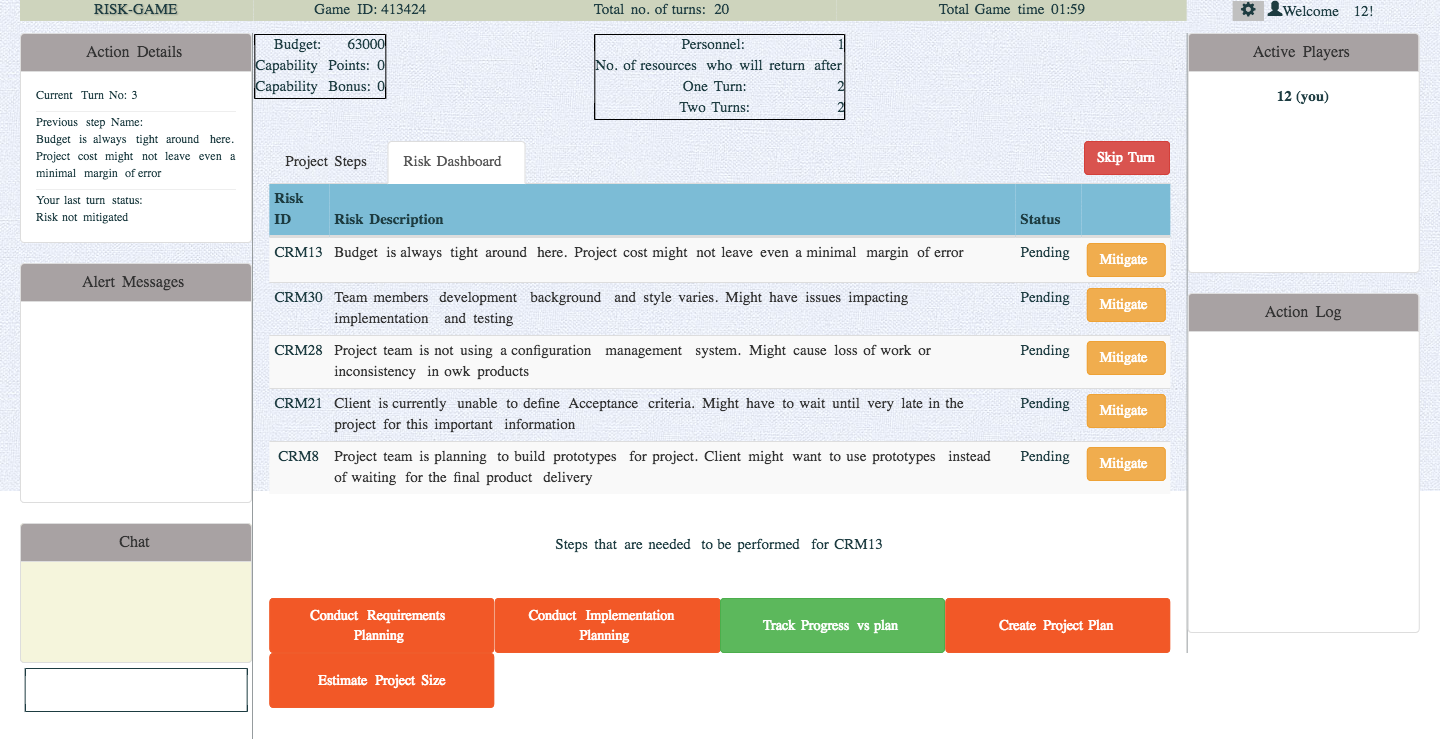 RISK-GAME
Game ID: 413424
Total no. of turns: 20
Total Game time 01:59
Welcome 12!
Action Details
Current Turn No: 3
Previous step Name:
Budget is always tight around here.
Project cost might not leave even a
minimal margin of error
Your last turn status:
Risk not mitigated
Alert Messages
Chat
Budget: 63000
Capability Points: 0
Capability Bonus: 0
Personnel: 1
No. of resources who will return after
One Turn: 2
Two Turns: 2
Project Steps
Risk Dashboard
Skip Turn
Risk
ID
Risk Description
Status
CRM13 Budget is always tight around here. Project cost might not leave even a minimal margin of error Pending Mitigate
CRM30 Team members development background and style varies. Might have issues impacting Pending Mitigate
implementation and testing
CRM28 Project team is not using a configuration management system. Might cause loss of work or Pending Mitigate
inconsistency in owk products
CRM21 Client is currently unable to define Acceptance criteria. Might have to wait until very late in the Pending Mitigate
project for this important information
CRM8 Project team is planning to build prototypes for project. Client might want to use prototypes instead Pending Mitigate
of waiting for the final product delivery
Steps that are needed to be performed for CRM13
Conduct Requirements
Planning
Conduct Implementation
Planning
Track Progress vs plan
Create Project Plan
Estimate Project Size
Active Players
12 (you)
Action Log